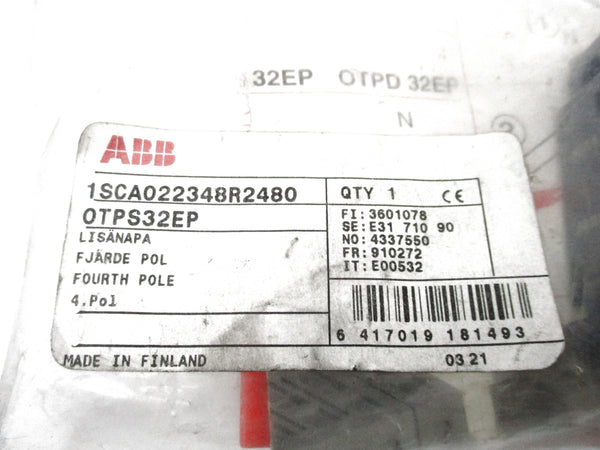 32EP OTPD 32EP
N
2
ABB
1SCA022348R2480
OTPS32EP
LISÄNAPA
FJÄRDE POL
FOURTH POLE
4.Pol
QTY 1 CE
FI: 3601078
SE: E31 710 90
NO: 4337550
FR: 910272
IT: E00532
6 417019 181493
MADE IN FINLAND
03 21